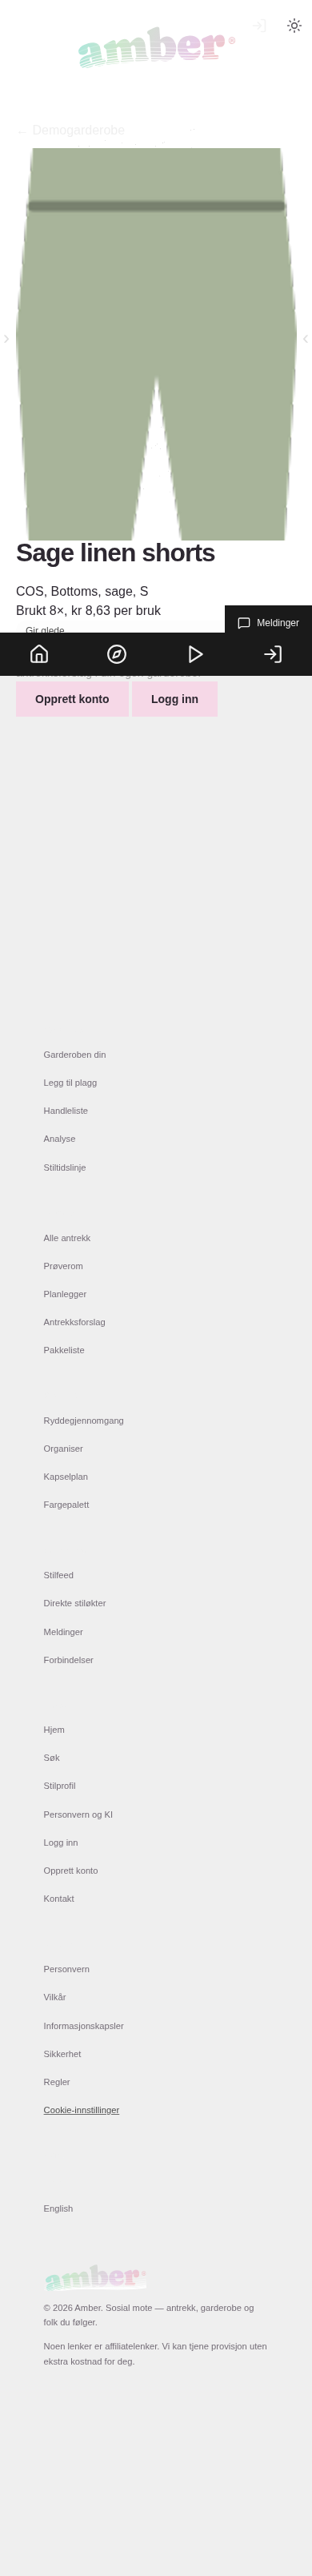 amber
← Demogarderobe
Sage linen shorts
COS, Bottoms, sage, S
Brukt 8×, kr 8,63 per bruk
Gir glede
Meldinger
Opprett konto
Logg inn
Garderoben din
Legg til plagg
Handleliste
Analyse
Stiltidslinje
Alle antrekk
Prøverom
Planlegger
Antrekksforslag
Pakkeliste
Ryddegjennomgang
Organiser
Kapselplan
Fargepalett
Stilfeed
Direkte stiløkter
Meldinger
Forbindelser
Hjem
Søk
Stilprofil
Personvern og KI
Logg inn
Opprett konto
Kontakt
Personvern
Vilkår
Informasjonskapsler
Sikkerhet
Regler
Cookie-innstillinger
English
amber
© 2026 Amber. Sosial mote — antrekk, garderobe og
folk du følger.
Noen lenker er affiliatelenker. Vi kan tjene provisjon uten
ekstra kostnad for deg.